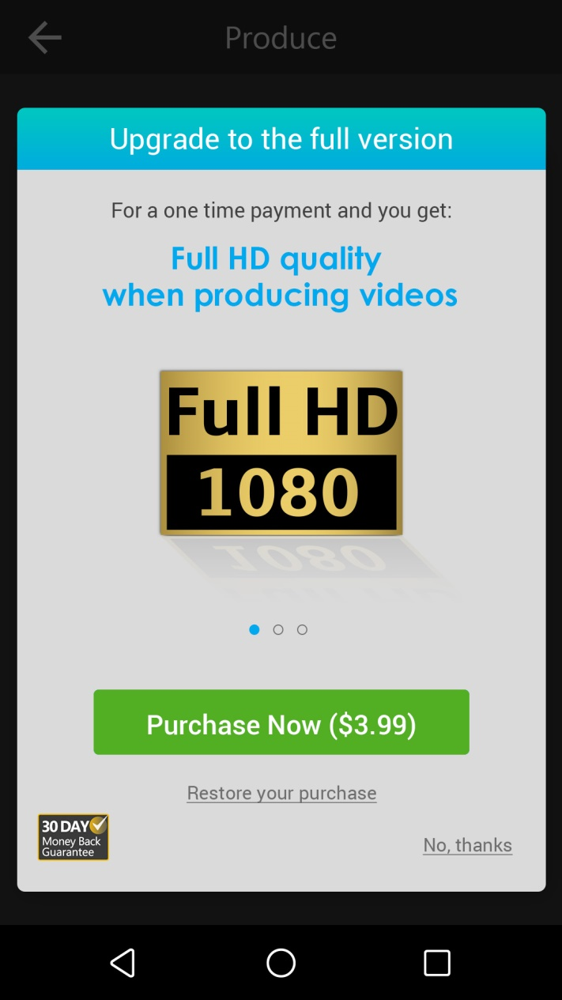 Produce
Upgrade to the full version
For a one time payment and you get:
Full HD quality
when producing videos
Full HD
1080
Purchase Now ($3.99)
Restore your purchase
30 DAY
Money Back
Guarantee
No, thanks